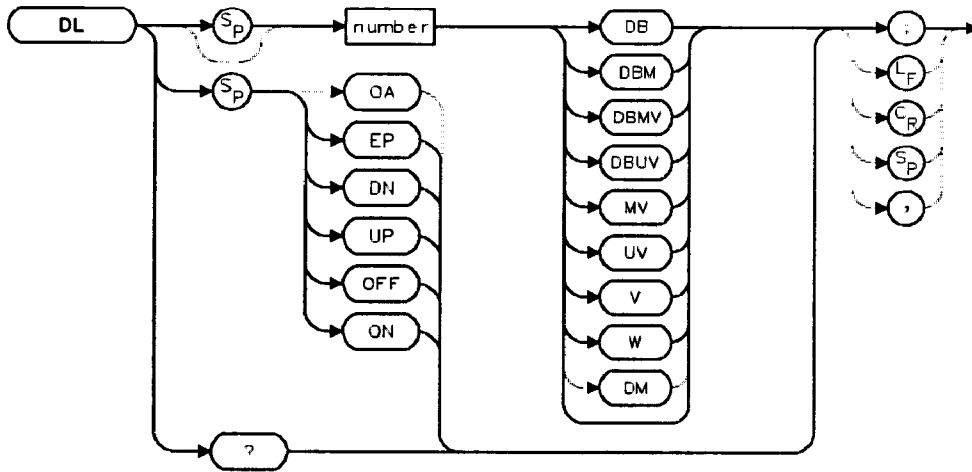 DL
SP
number
DB
;
DBM
LF
SP
OA
DBMV
CR
EP
DBUV
SP
DN
MV
,
UP
UV
OFF
V
ON
W
DM
?